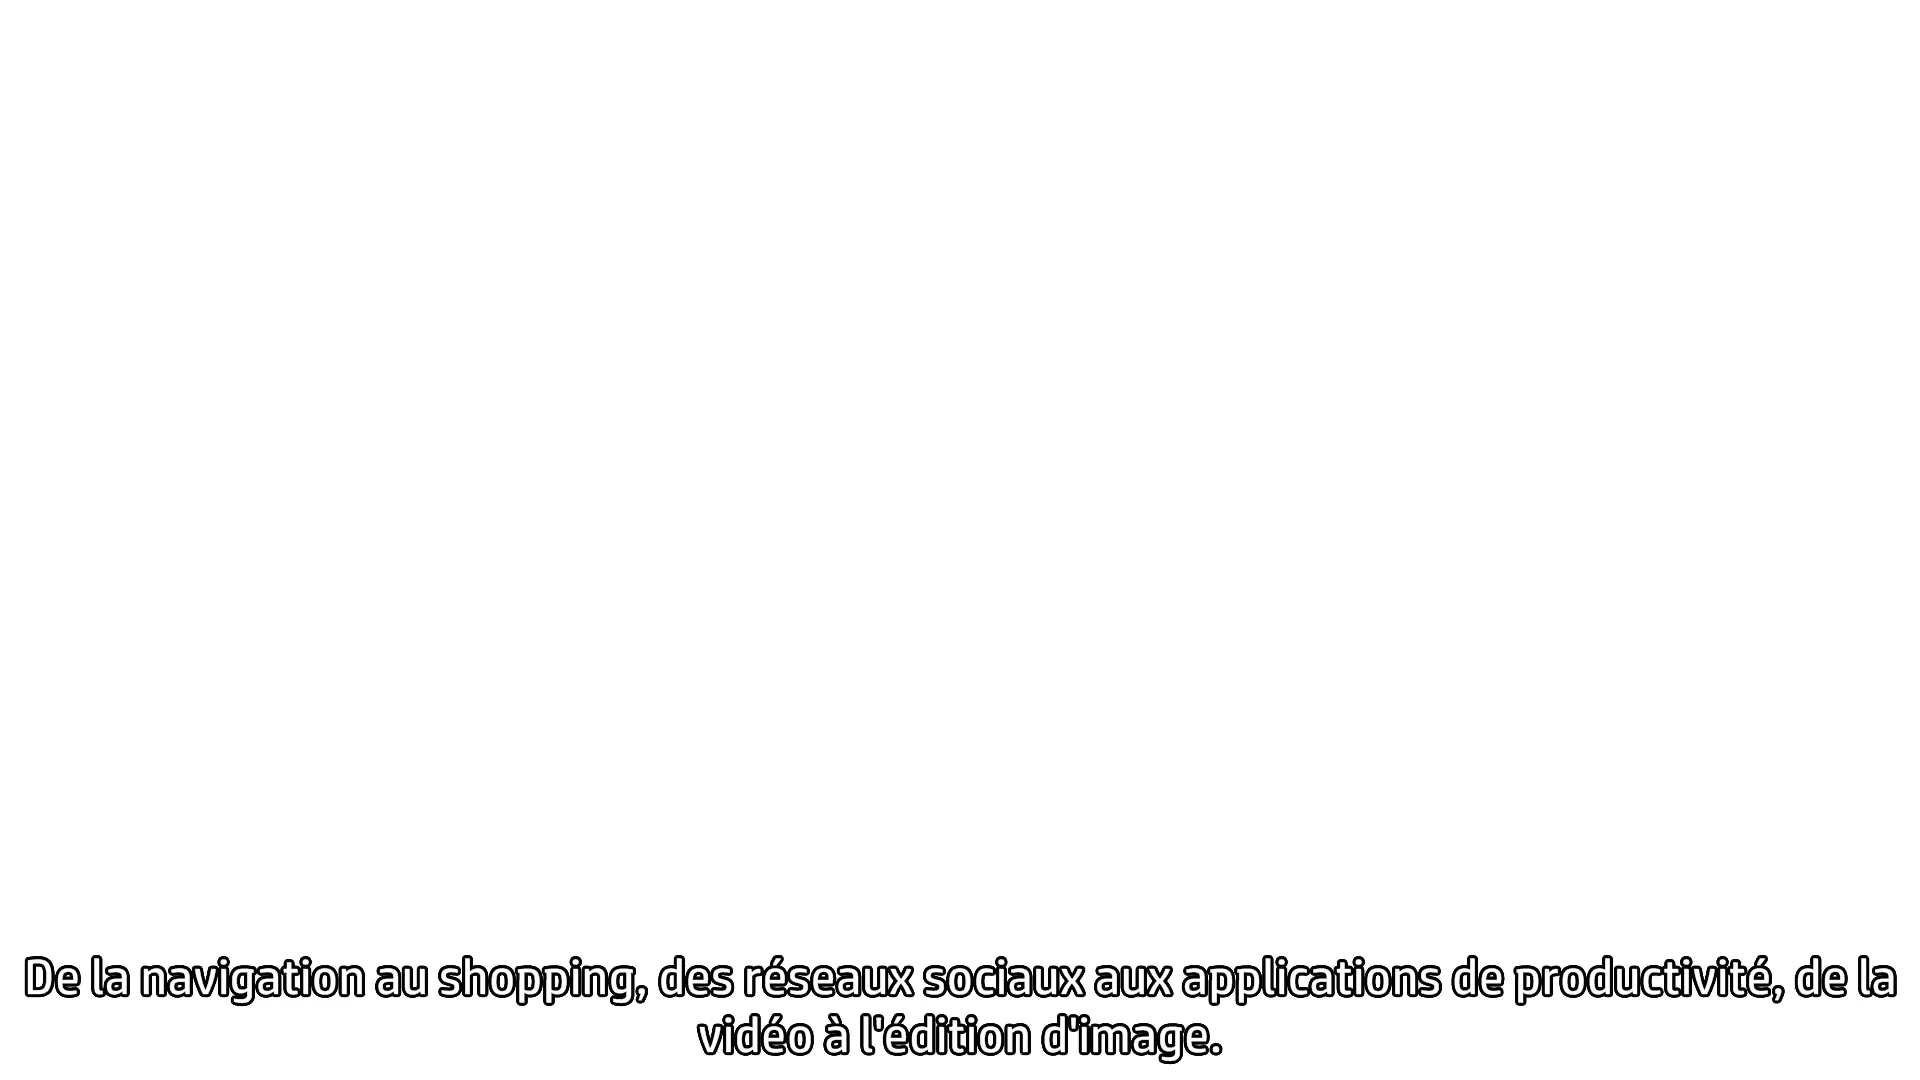 De la navigation au shopping, des réseaux sociaux aux applications de productivité, de la
vidéo à l'édition d'image.